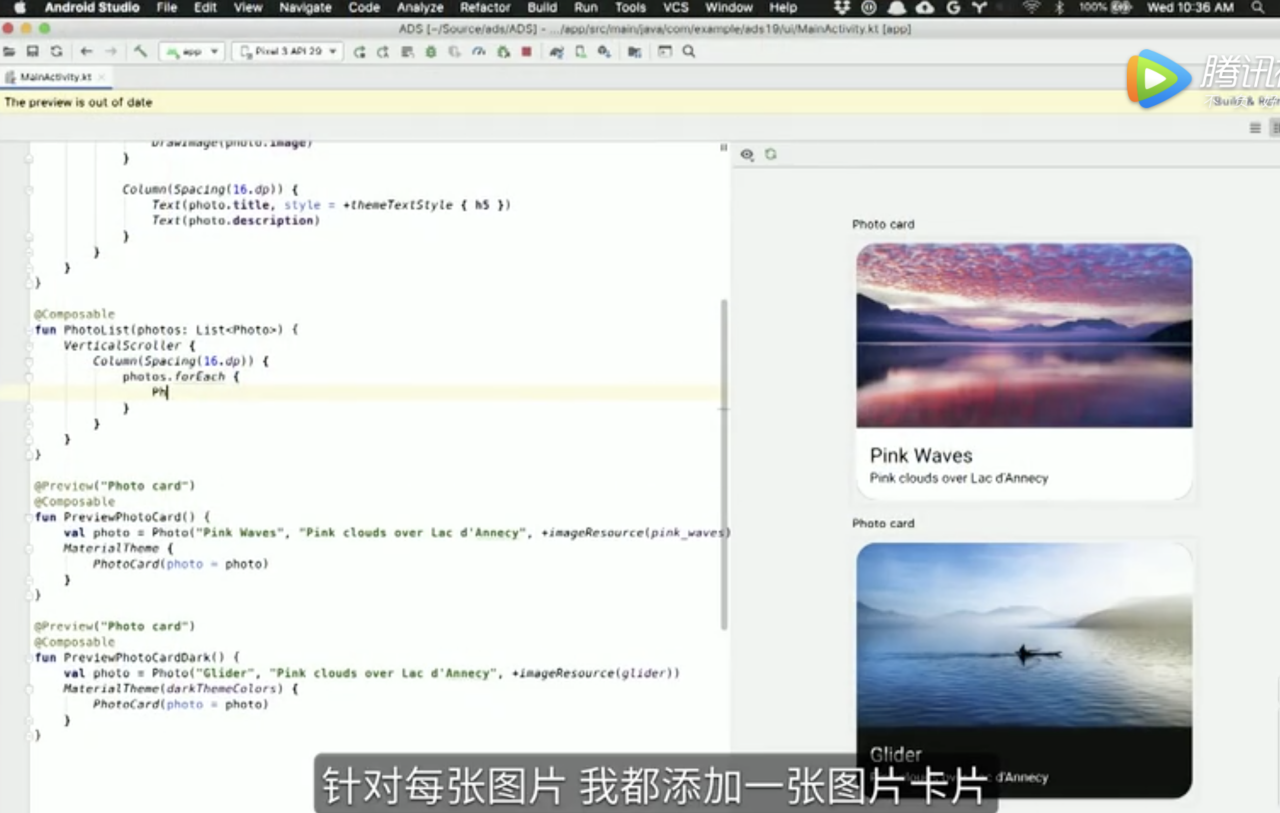 Android Studio File Edit View Navigate Code Analyze Refactor Build Run Tools VCS Window Help 100% Wed 10:36 AM
ADS [~/Source/ads/ADS] - .../app/src/main/java/com/example/ads19/ui/MainActivity.kt [app]
app Pixel 3 API 29
MainActivity.kt
腾讯
The preview is out of date
Build &
DrawImage(photo.image)
}
Column(Spacing(16.dp)) {
Text(photo.title, style = +themeTextStyle { h5 })
Text(photo.description)
}
}
}
}
@Composable
fun PhotoList(photos: List<Photo>) {
VerticalScroller {
Column(Spacing(16.dp)) {
photos.forEach {
Ph
}
}
}
}
@Preview("Photo card")
@Composable
fun PreviewPhotoCard() {
val photo = Photo("Pink Waves", "Pink clouds over Lac d'Annecy", +imageResource(pink_waves)
MaterialTheme {
PhotoCard(photo = photo)
}
}
@Preview("Photo card")
@Composable
fun PreviewPhotoCardDark() {
val photo = Photo("Glider", "Pink clouds over Lac d'Annecy", +imageResource(glider))
MaterialTheme(darkThemeColors) {
PhotoCard(photo = photo)
}
}
Photo card
Pink Waves
Pink clouds over Lac d'Annecy
Photo card
Glider
d'Annecy
针对每张图片 我都添加一张图片卡片